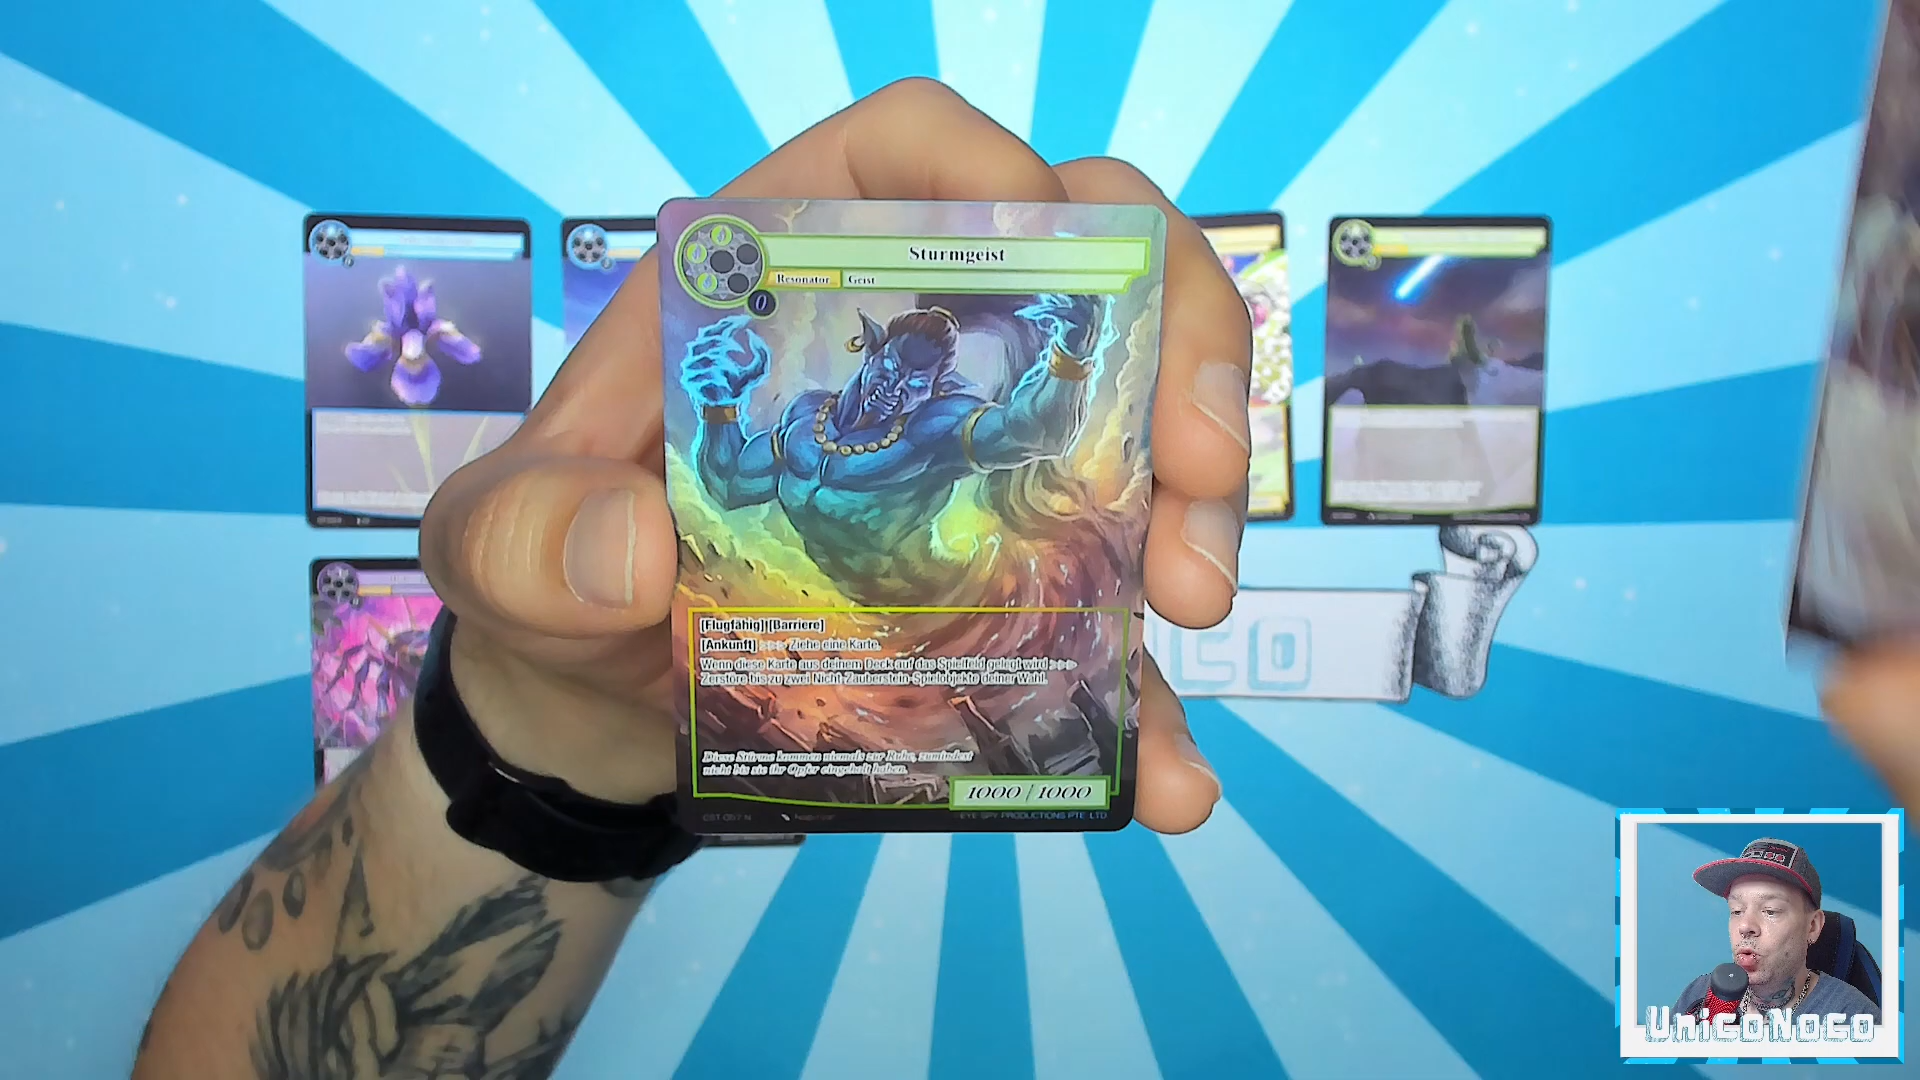 Sturmgeist
Resonator Geist
0
[Flugfähig][Barriere]
[Ankunft] >>> Ziehe eine Karte.
Wenn diese Karte aus deinem Deck auf das Spielfeld gelegt wird >>>
Zerstöre bis zu zwei Nicht-Zauberstein-Spielobjekte deiner Wahl.
Diese Stürme kommen niemals zur Ruhe, zumindest
nicht bis sie ihr Opfer eingeholt haben.
1000 / 1000
EYE SPY PRODUCTIONS PTE. LTD
CO
UnicoNoco